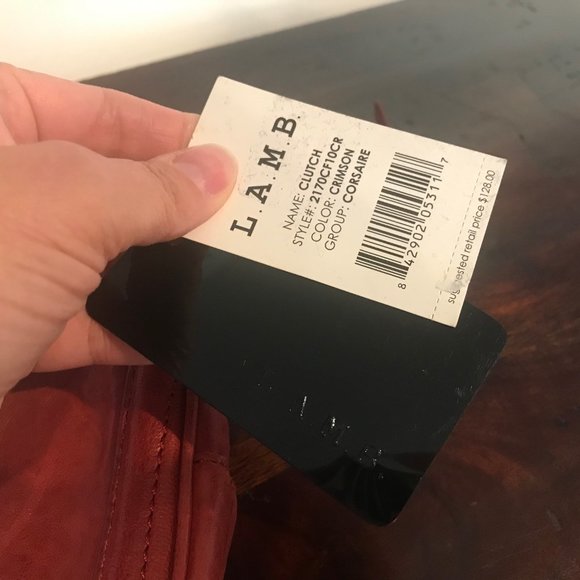 L.A.M.B.
NAME: CLUTCH
STYLE#: 2170CF10CR
COLOR: CRIMSON
GROUP: CORSAIRE
8 42902 05311 7
suggested retail price $128.00
L.A.M.B.